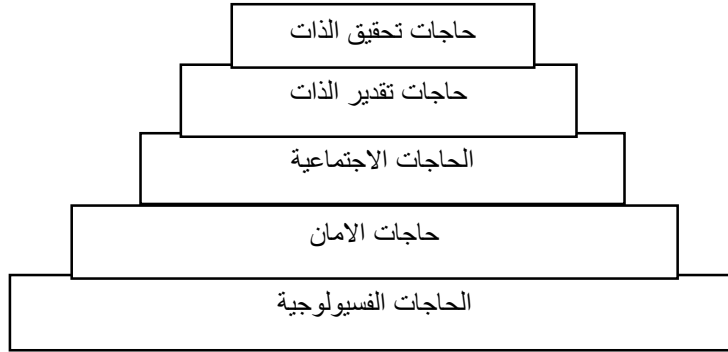 حاجات تحقيق الذات
حاجات تقدير الذات
الحاجات الاجتماعية
حاجات الامان
الحاجات الفسيولوجية